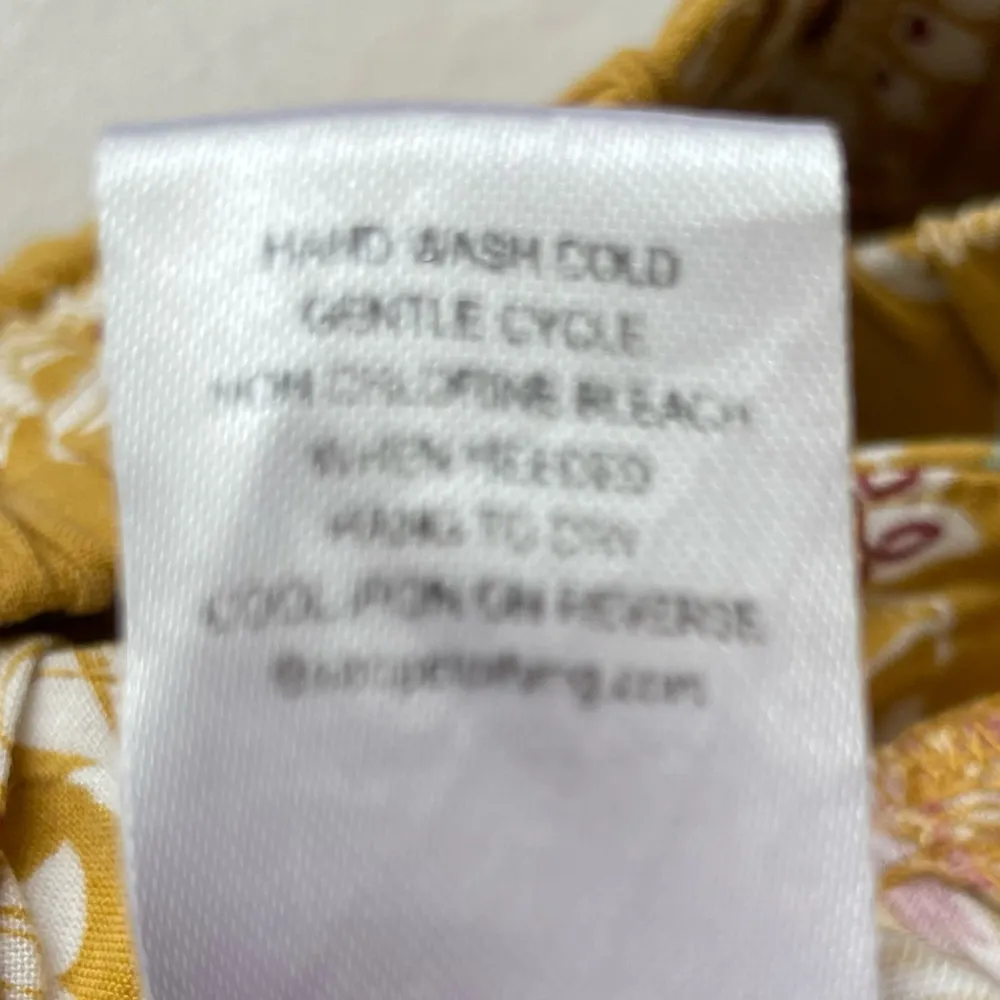 HAND WASH COLD
GENTLE CYCLE
NON CHLORINE BLEACH
WHEN NEEDED
HANG TO DRY
COOL IRON ON REVERSE